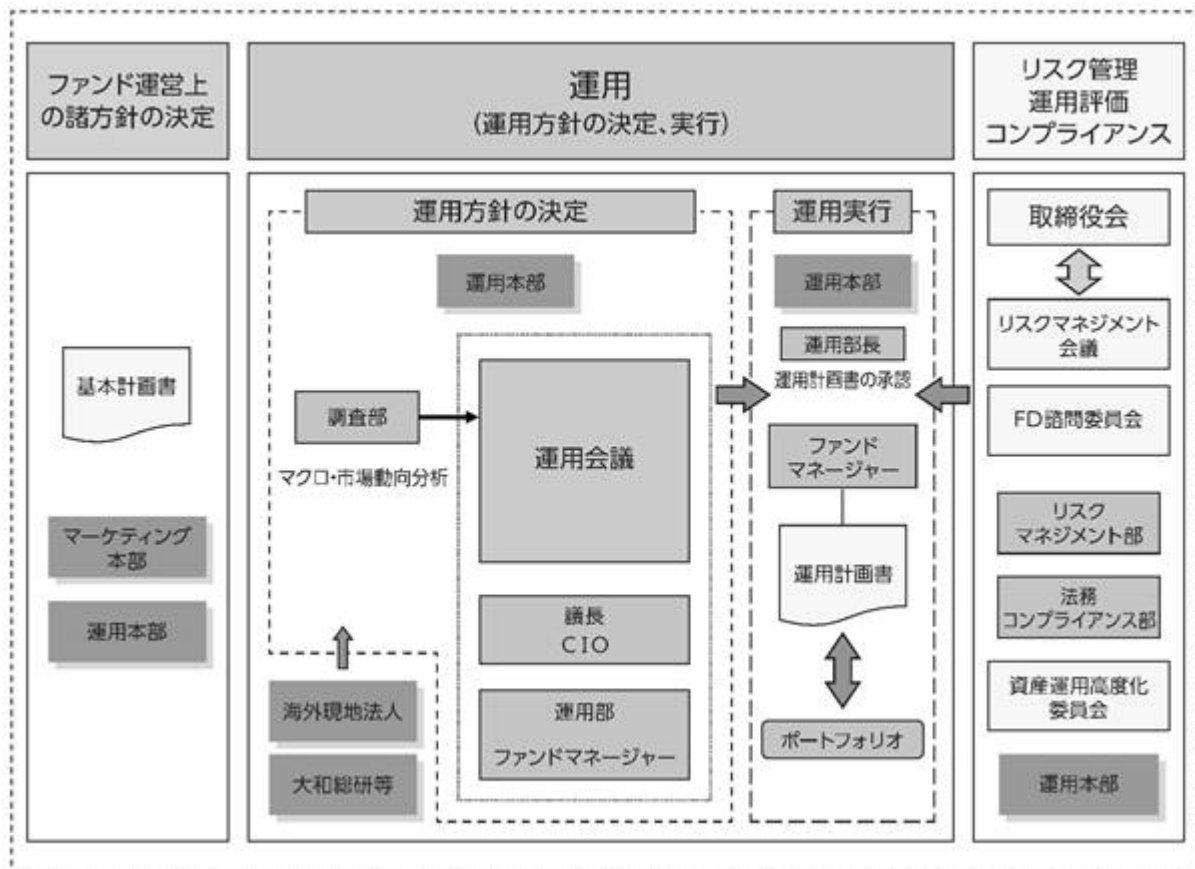 ファンド運営上
の諸方針の決定
運用
(運用方針の決定、実行)
リスク管理
運用評価
コンプライアンス
基本計画書
マーケティング
本部
運用本部
運用方針の決定
運用本部
調査部
マクロ・市場動向分析
運用会議
議長
CIO
運用部
ファンドマネージャー
海外現地法人
大和総研等
運用実行
運用本部
運用部長
運用計画書の承認
ファンド
マネージャー
運用計画書
ポートフォリオ
取締役会
リスクマネジメント
会議
FD諮問委員会
リスク
マネジメント部
法務
コンプライアンス部
資産運用高度化
委員会
運用本部